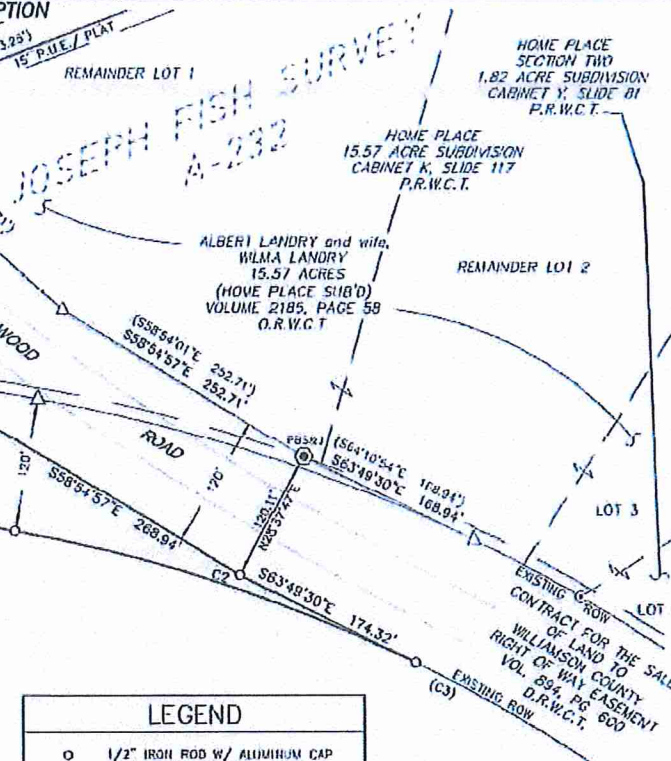 PTION
3.28')
15' P.U.E./ PLAT
REMAINDER LOT 1
JOSEPH FISH SURVEY
A-232
HOME PLACE
SECTION TWO
1.82 ACRE SUBDIVISION
CABINET Y, SLIDE 81
P.R.W.C.T.
HOME PLACE
15.57 ACRE SUBDIVISION
CABINET K, SLIDE 117
P.R.W.C.T.
ALBERT LANDRY and wife,
WILMA LANDRY
15.57 ACRES
(HOME PLACE SUB'D)
VOLUME 2185, PAGE 58
O.R.W.C.T
REMAINDER LOT 2
(S58°54'01"E 252.71')
S58°54'57"E 252.71'
WOOD
ROAD
120'
120'
PBS&J
(S64°10'54"E 168.94')
S63°49'30"E 168.94'
120.11'
N26°37'47"E
S58°54'57"E 268.94'
C2
S63°49'30"E 174.32'
(C3)
LOT 3
LOT
EXISTING ROW
CONTRACT FOR THE SALE
OF LAND TO
WILLIAMSON COUNTY
RIGHT OF WAY EASEMENT
VOL. 894, PG 600
D.R.W.C.T.
EXISTING ROW
LEGEND
1/2" IRON ROD W/ ALUMINUM CAP